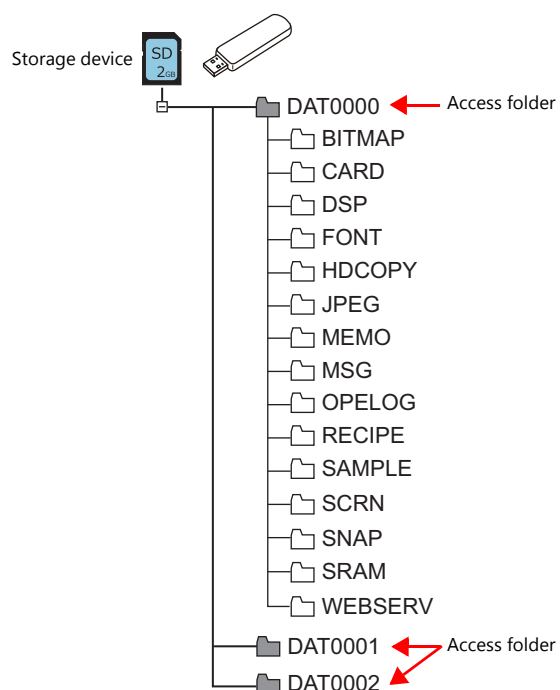 Storage device
SD
2GB
DAT0000
Access folder
BITMAP
CARD
DSP
FONT
HDCOPY
JPEG
MEMO
MSG
OPELOG
RECIPE
SAMPLE
SCRN
SNAP
SRAM
WEBSERV
DAT0001
Access folder
DAT0002